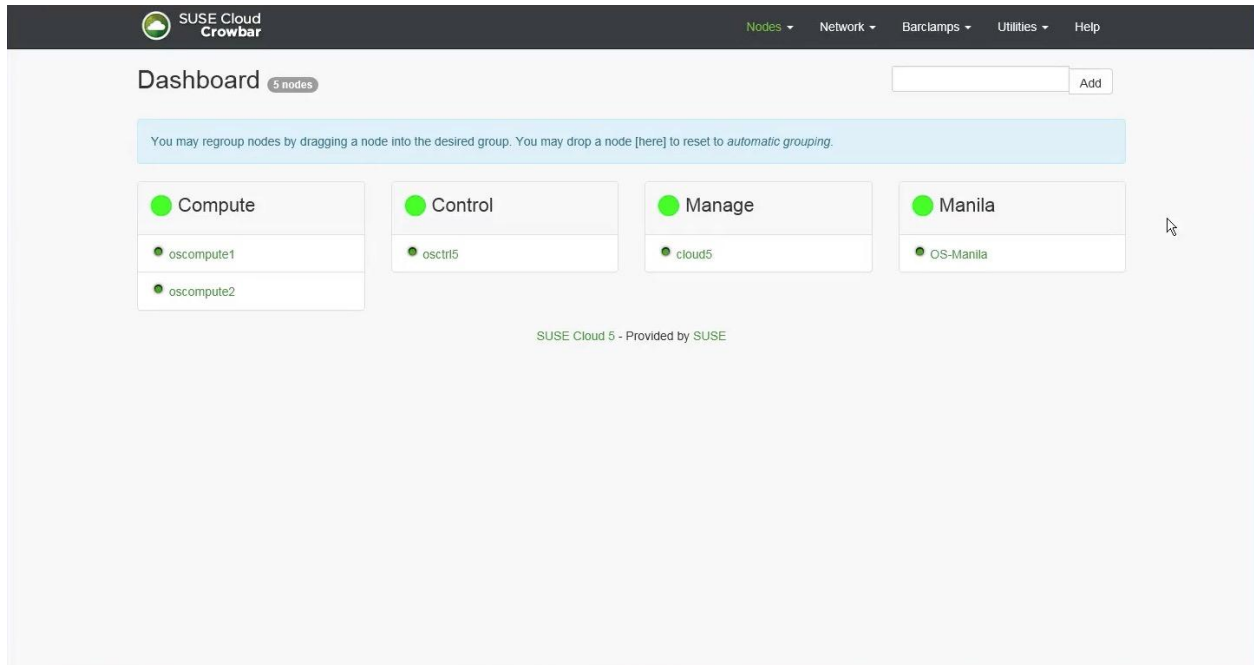 SUSE Cloud
Crowbar
Nodes Network Barclamps Utilities Help
Dashboard 5 nodes
Add
You may regroup nodes by dragging a node into the desired group. You may drop a node [here] to reset to automatic grouping.
Compute
oscompute1
oscompute2
Control
osctrl5
Manage
cloud5
Manila
OS-Manila
SUSE Cloud 5 - Provided by SUSE